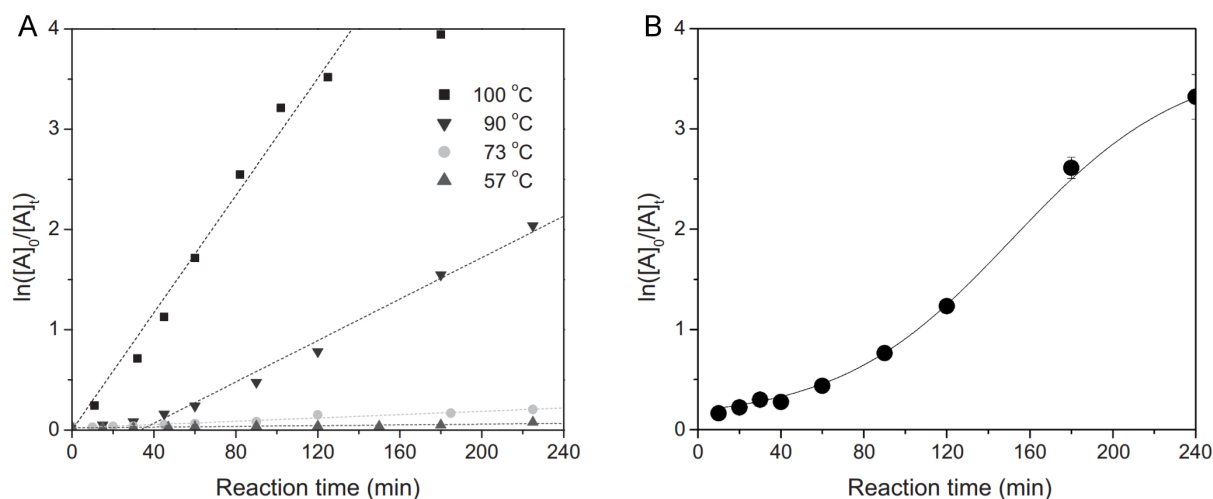 A
ln([A]₀/[A]ₜ)
4
3
2
1
0
100 °C
90 °C
73 °C
57 °C
0 40 80 120 160 200 240
Reaction time (min)
B
ln([A]₀/[A]ₜ)
4
3
2
1
0
0 40 80 120 160 200 240
Reaction time (min)